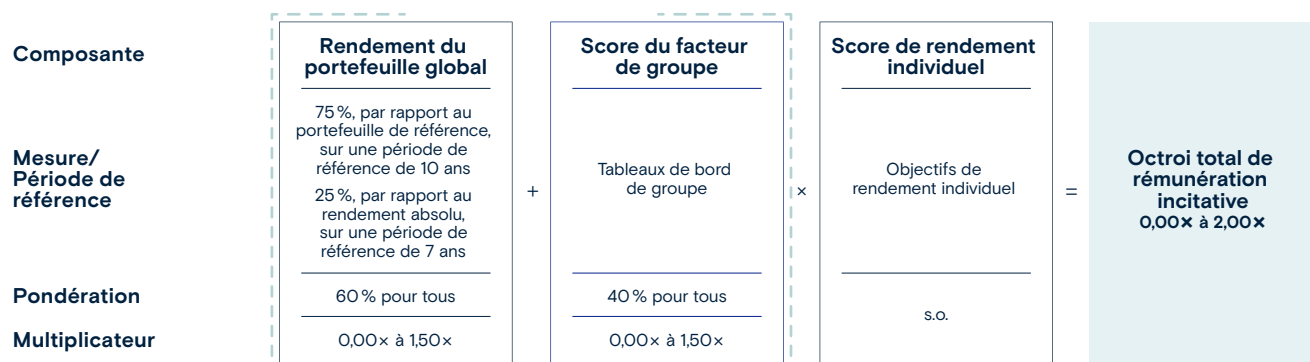 Composante
Rendement du
portefeuille global
Score du facteur
de groupe
Score de rendement
individuel
Mesure/
Période de
référence
75 %, par rapport au
portefeuille de référence,
sur une période de
référence de 10 ans
25 %, par rapport au
rendement absolu,
sur une période de
référence de 7 ans
+
Tableaux de bord
de groupe
×
Objectifs de
rendement individuel
=
Octroi total de
rémunération
incitative
0,00× à 2,00×
Pondération
60 % pour tous
40 % pour tous
s.o.
Multiplicateur
0,00× à 1,50×
0,00× à 1,50×